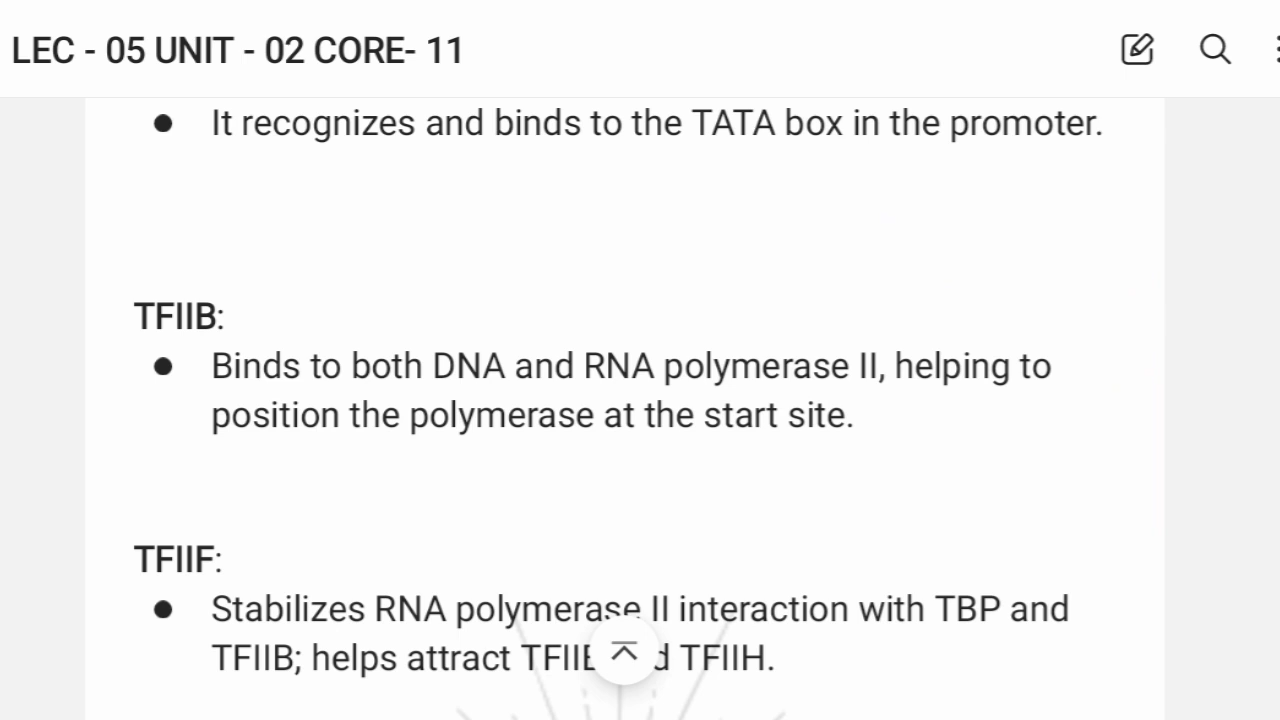 LEC - 05 UNIT - 02 CORE- 11
● It recognizes and binds to the TATA box in the promoter.
TFIIB:
● Binds to both DNA and RNA polymerase II, helping to
position the polymerase at the start site.
TFIIF:
● Stabilizes RNA polymerase II interaction with TBP and
TFIIB; helps attract TFIIH.